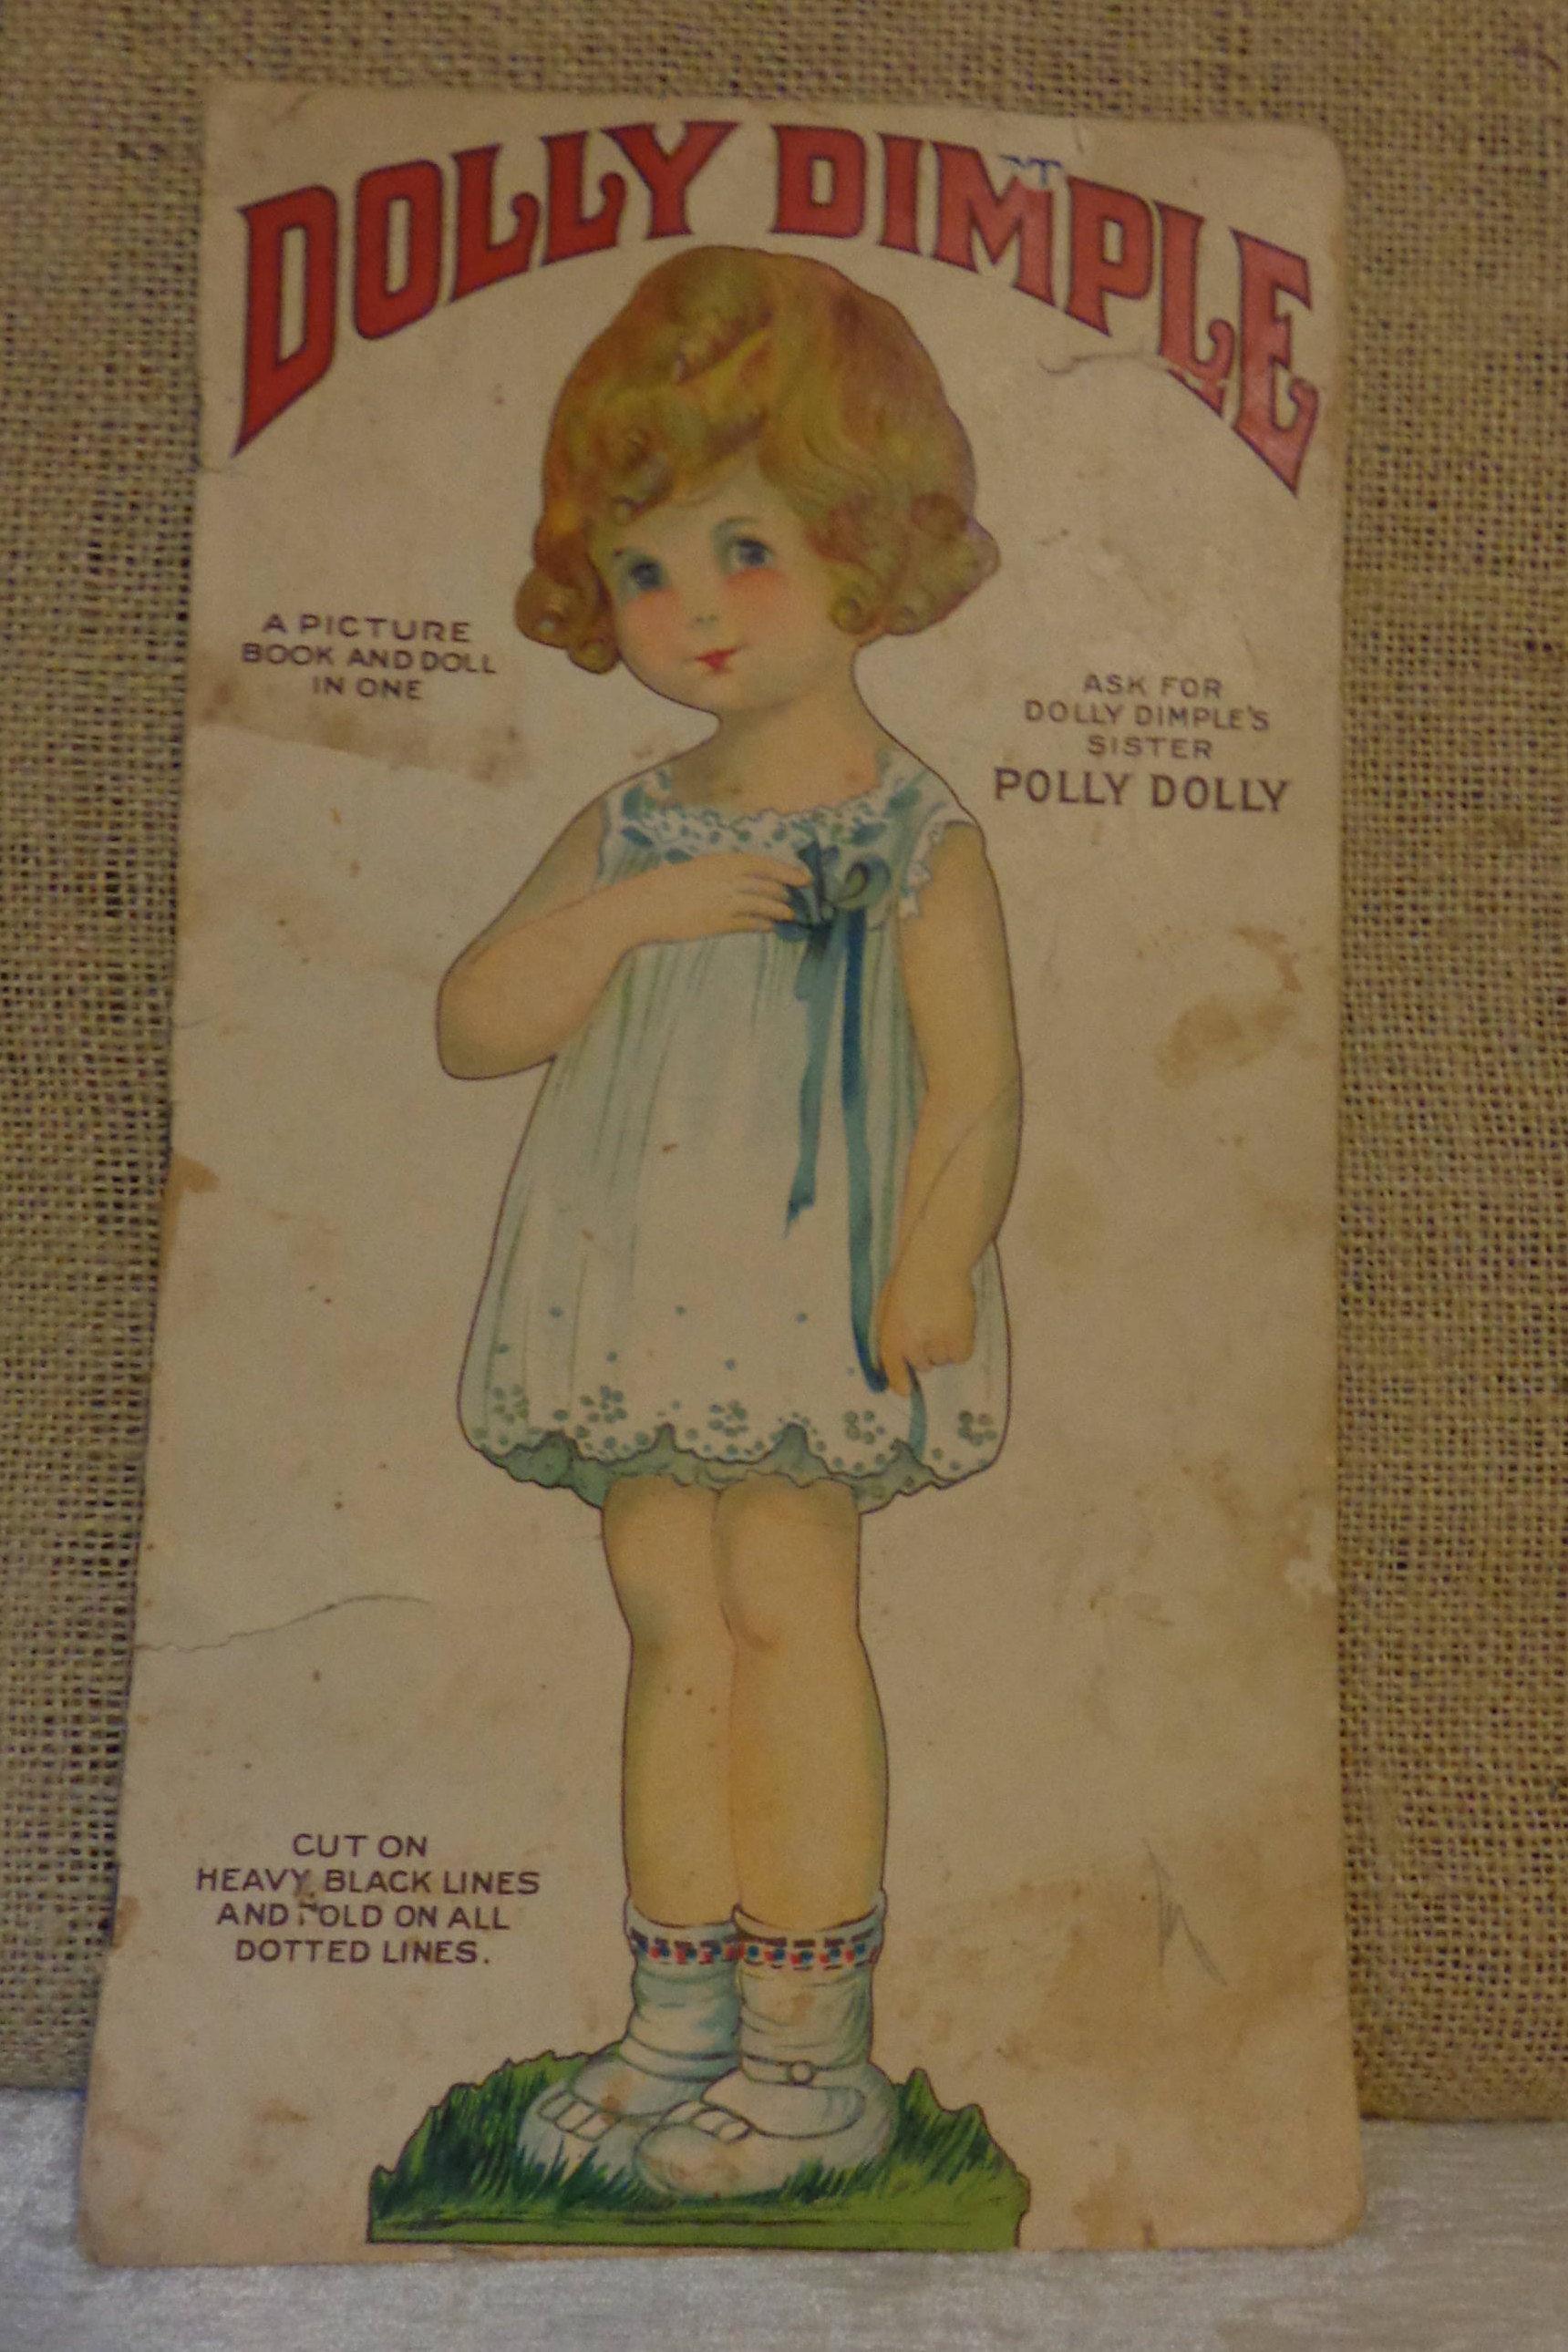 DOLLY DIMPLE
A PICTURE
BOOK AND DOLL
IN ONE
ASK FOR
DOLLY DIMPLE'S
SISTER
POLLY DOLLY
CUT ON
HEAVY BLACK LINES
AND FOLD ON ALL
DOTTED LINES.